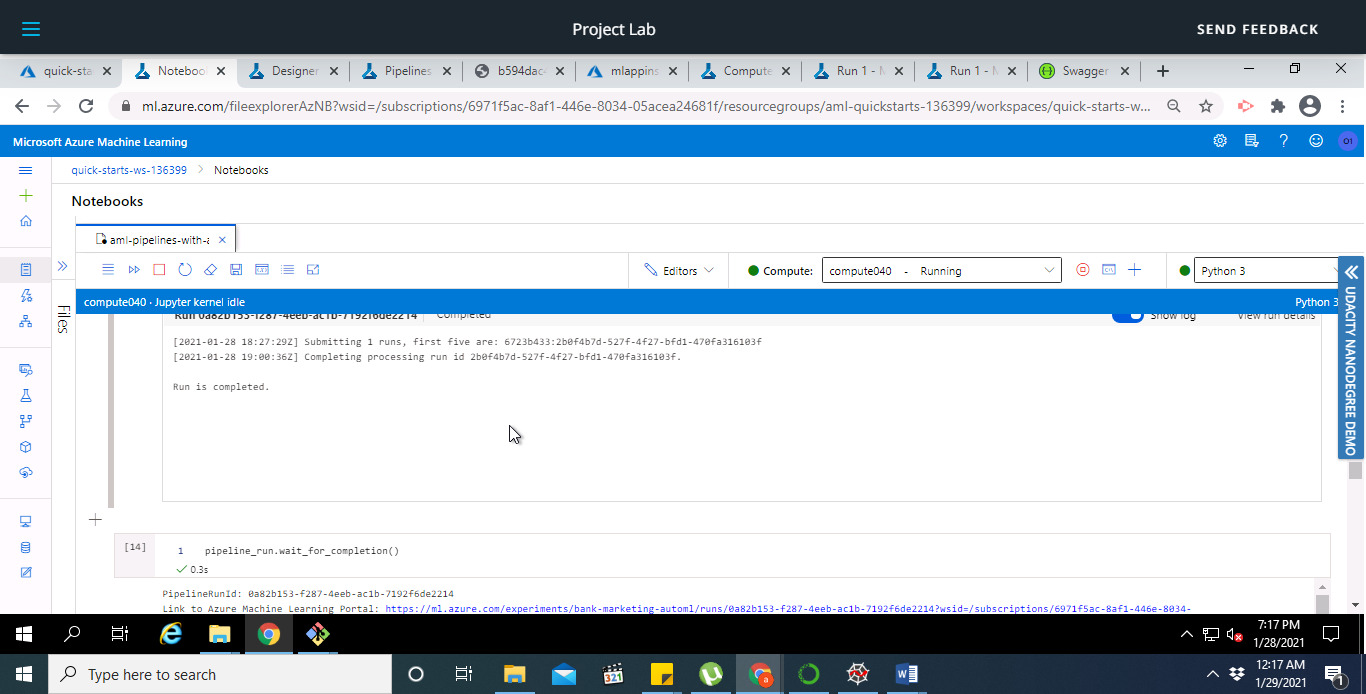 Project Lab
SEND FEEDBACK
quick-sta
Noteboo
Designer
Pipelines
b594dac
mlappins
Compute
Run 1 - M
Run 1 - M
Swagger
ml.azure.com/fileexplorerAzNB?wsid=/subscriptions/6971f5ac-8af1-446e-8034-05acea24681f/resourcegroups/aml-quickstarts-136399/workspaces/quick-starts-w...
Microsoft Azure Machine Learning
quick-starts-ws-136399 > Notebooks
Notebooks
aml-pipelines-with-a
Editors
Compute: compute040 - Running
Python 3
compute040 · Jupyter kernel idle
Python 3
Files
UDACITY NANODEGREE DEMO
Run 0a82b153-f287-4eeb-ac1b-7192f6de2214 Completed
Show log
View run details
[2021-01-28 18:27:29Z] Submitting 1 runs, first five are: 6723b433:2b0f4b7d-527f-4f27-bfd1-470fa316103f
[2021-01-28 19:00:36Z] Completing processing run id 2b0f4b7d-527f-4f27-bfd1-470fa316103f.
Run is completed.
[14] 1 pipeline_run.wait_for_completion()
0.3s
PipelineRunId: 0a82b153-f287-4eeb-ac1b-7192f6de2214
Link to Azure Machine Learning Portal: https://ml.azure.com/experiments/bank-marketing-automl/runs/0a82b153-f287-4eeb-ac1b-7192f6de2214?wsid=/subscriptions/6971f5ac-8af1-446e-8034-
7:17 PM
1/28/2021
Type here to search
321
12:17 AM
1/29/2021
1